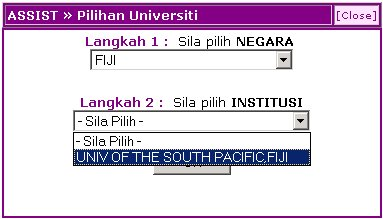 ASSIST » Pilihan Universiti [Close]
Langkah 1 : Sila pilih NEGARA
FIJI
Langkah 2 : Sila pilih INSTITUSI
- Sila Pilih -
- Sila Pilih -
UNIV OF THE SOUTH PACIFIC,FIJI